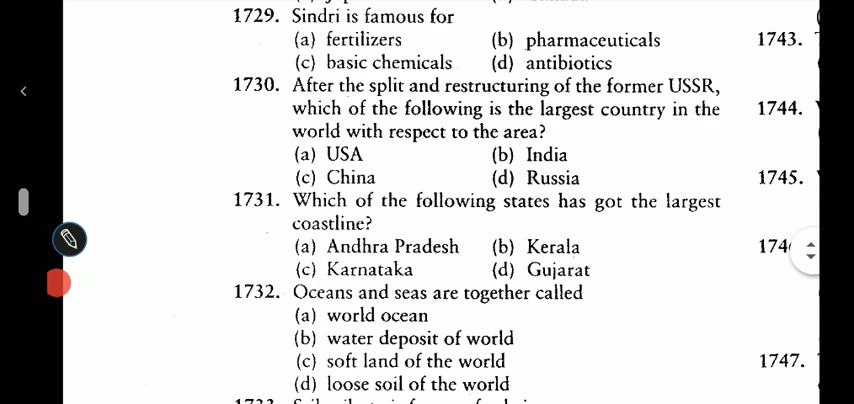 1729. Sindri is famous for
(a) fertilizers (b) pharmaceuticals
(c) basic chemicals (d) antibiotics
1730. After the split and restructuring of the former USSR,
which of the following is the largest country in the
world with respect to the area?
(a) USA (b) India
(c) China (d) Russia
1731. Which of the following states has got the largest
coastline?
(a) Andhra Pradesh (b) Kerala
(c) Karnataka (d) Gujarat
1732. Oceans and seas are together called
(a) world ocean
(b) water deposit of world
(c) soft land of the world
(d) loose soil of the world
1743.
1744.
1745.
174
1747.